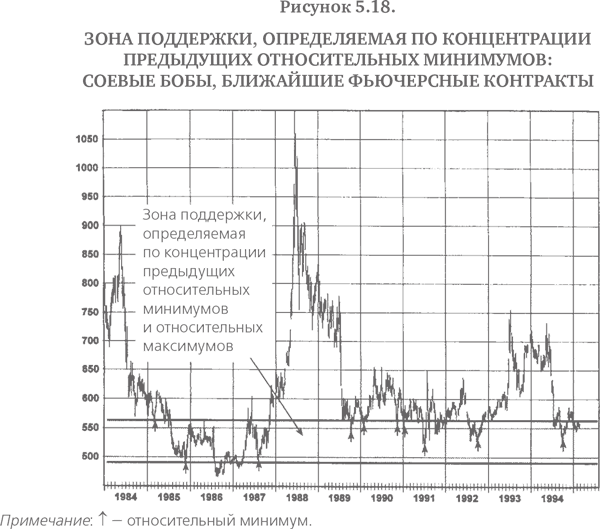 Рисунок 5.18.
ЗОНА ПОДДЕРЖКИ, ОПРЕДЕЛЯЕМАЯ ПО КОНЦЕНТРАЦИИ
ПРЕДЫДУЩИХ ОТНОСИТЕЛЬНЫХ МИНИМУМОВ:
СОЕВЫЕ БОБЫ, БЛИЖАЙШИЕ ФЬЮЧЕРСНЫЕ КОНТРАКТЫ
1050
1000
950
900
850
800
750
700
650
600
550
500
Зона поддержки,
определяемая
по концентрации
предыдущих
относительных
минимумов
и относительных
максимумов
1984 1985 1986 1987 1988 1989 1990 1991 1992 1993 1994
Примечание: ↑ — относительный минимум.